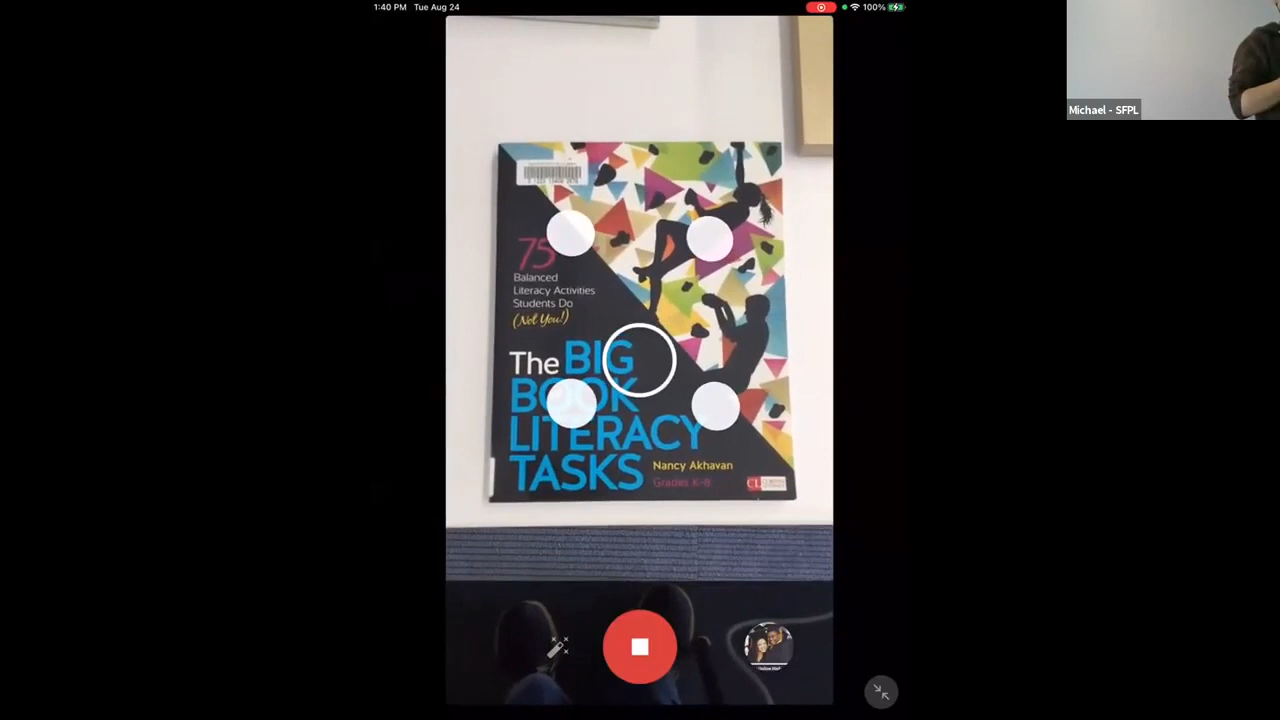 1:40 PM Tue Aug 24
100%
Michael - SFPL
75
Balanced
Literacy Activities
Students Do
(Not You!)
The BIG
BOOK
LITERACY
TASKS
Nancy Akhavan
Grades K-8
CL